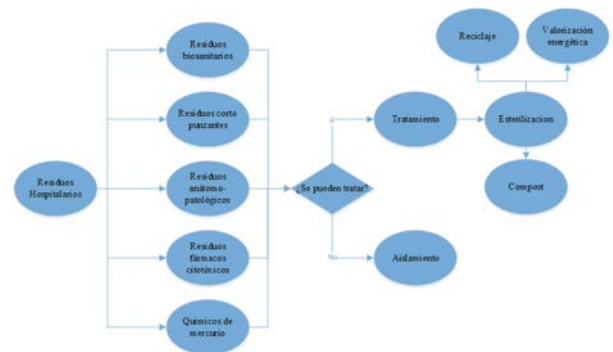 Reciclaje
Valorización
energética
Residuos
biosanitarios
Residuos corto
punzantes
Tratamiento
Esterilizacion
Residuos
Hospitalarios
Residuos
anátomo-
patológicos
¿Se pueden tratar?
Compost
Residuos
fármacos
citotóxicos
No
Aislamiento
Químicos de
mercurio